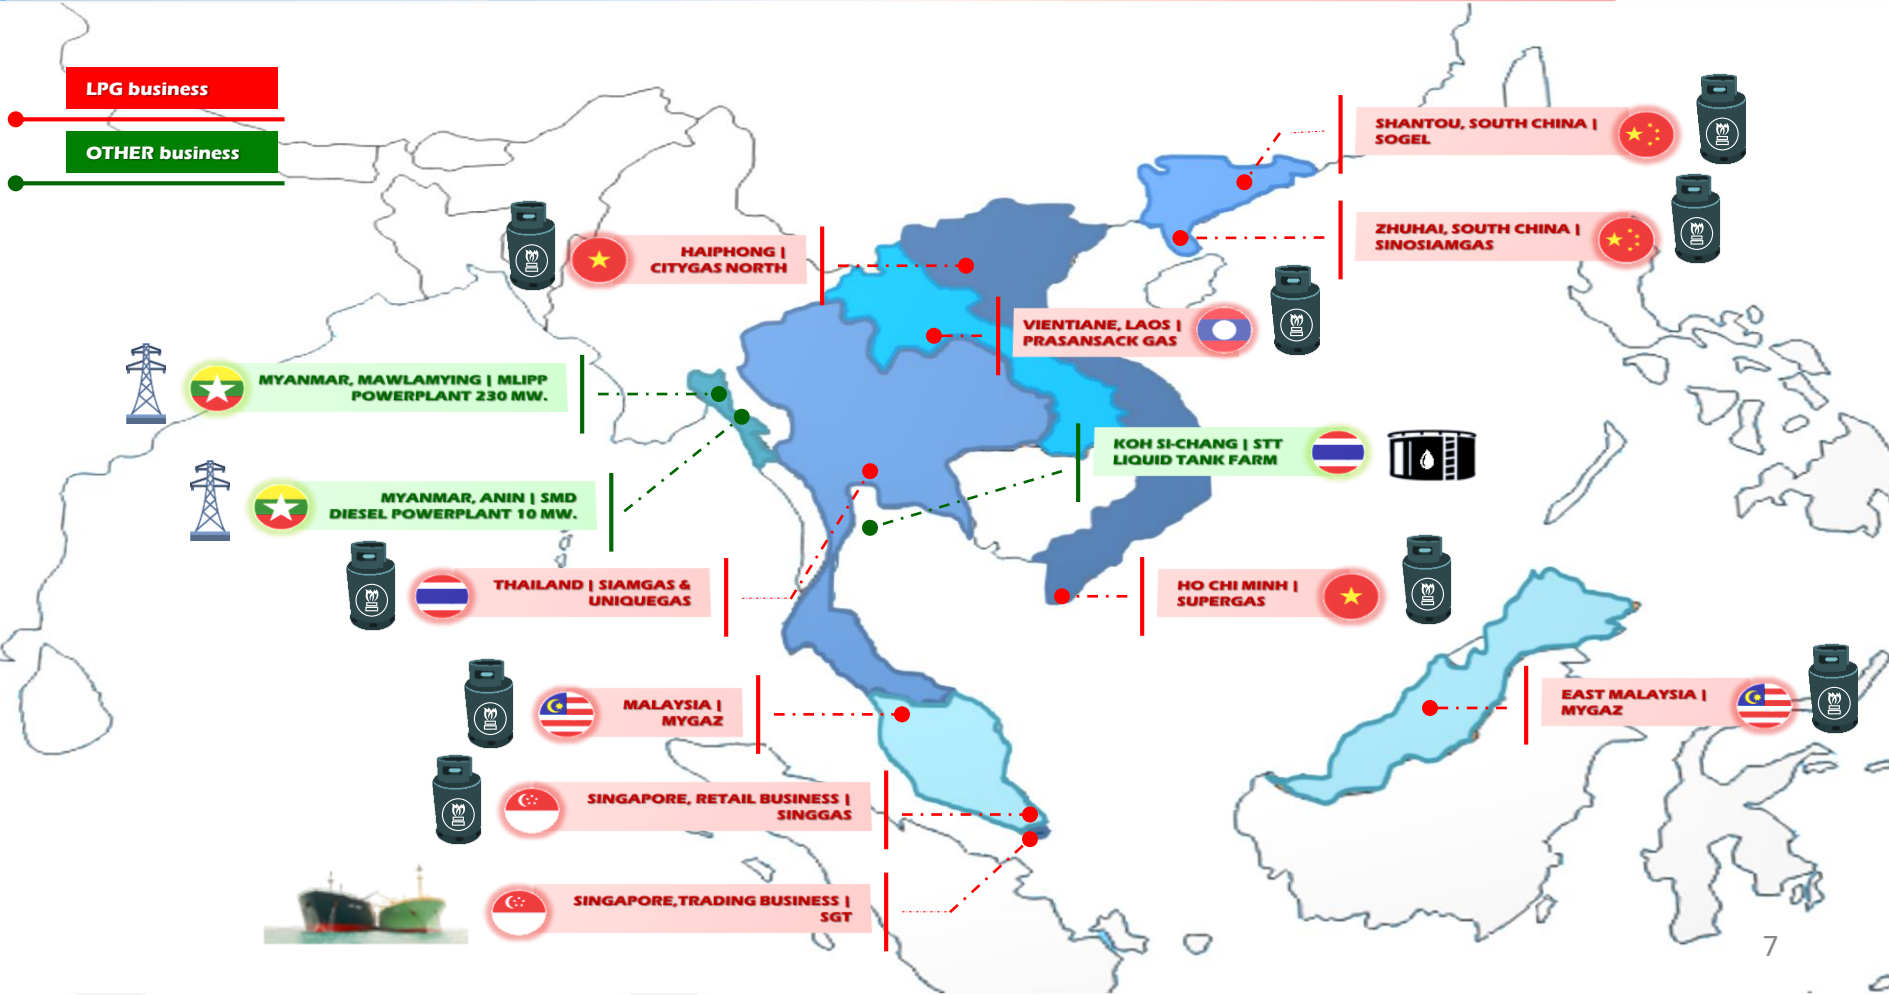 LPG business
OTHER business
SHANTOU, SOUTH CHINA |
SOGEL
ZHUHAI, SOUTH CHINA |
SINOSIAMGAS
HAIPHONG |
CITYGAS NORTH
VIENTIANE, LAOS |
PRASANSACK GAS
MYANMAR, MAWLAMYING | MLIPP
POWERPLANT 230 MW.
KOH SI-CHANG | STT
LIQUID TANK FARM
MYANMAR, ANIN | SMD
DIESEL POWERPLANT 10 MW.
THAILAND | SIAMGAS &
UNIQUEGAS
HO CHI MINH |
SUPERGAS
MALAYSIA |
MYGAZ
EAST MALAYSIA |
MYGAZ
SINGAPORE, RETAIL BUSINESS |
SINGGAS
SINGAPORE,TRADING BUSINESS |
SGT
7